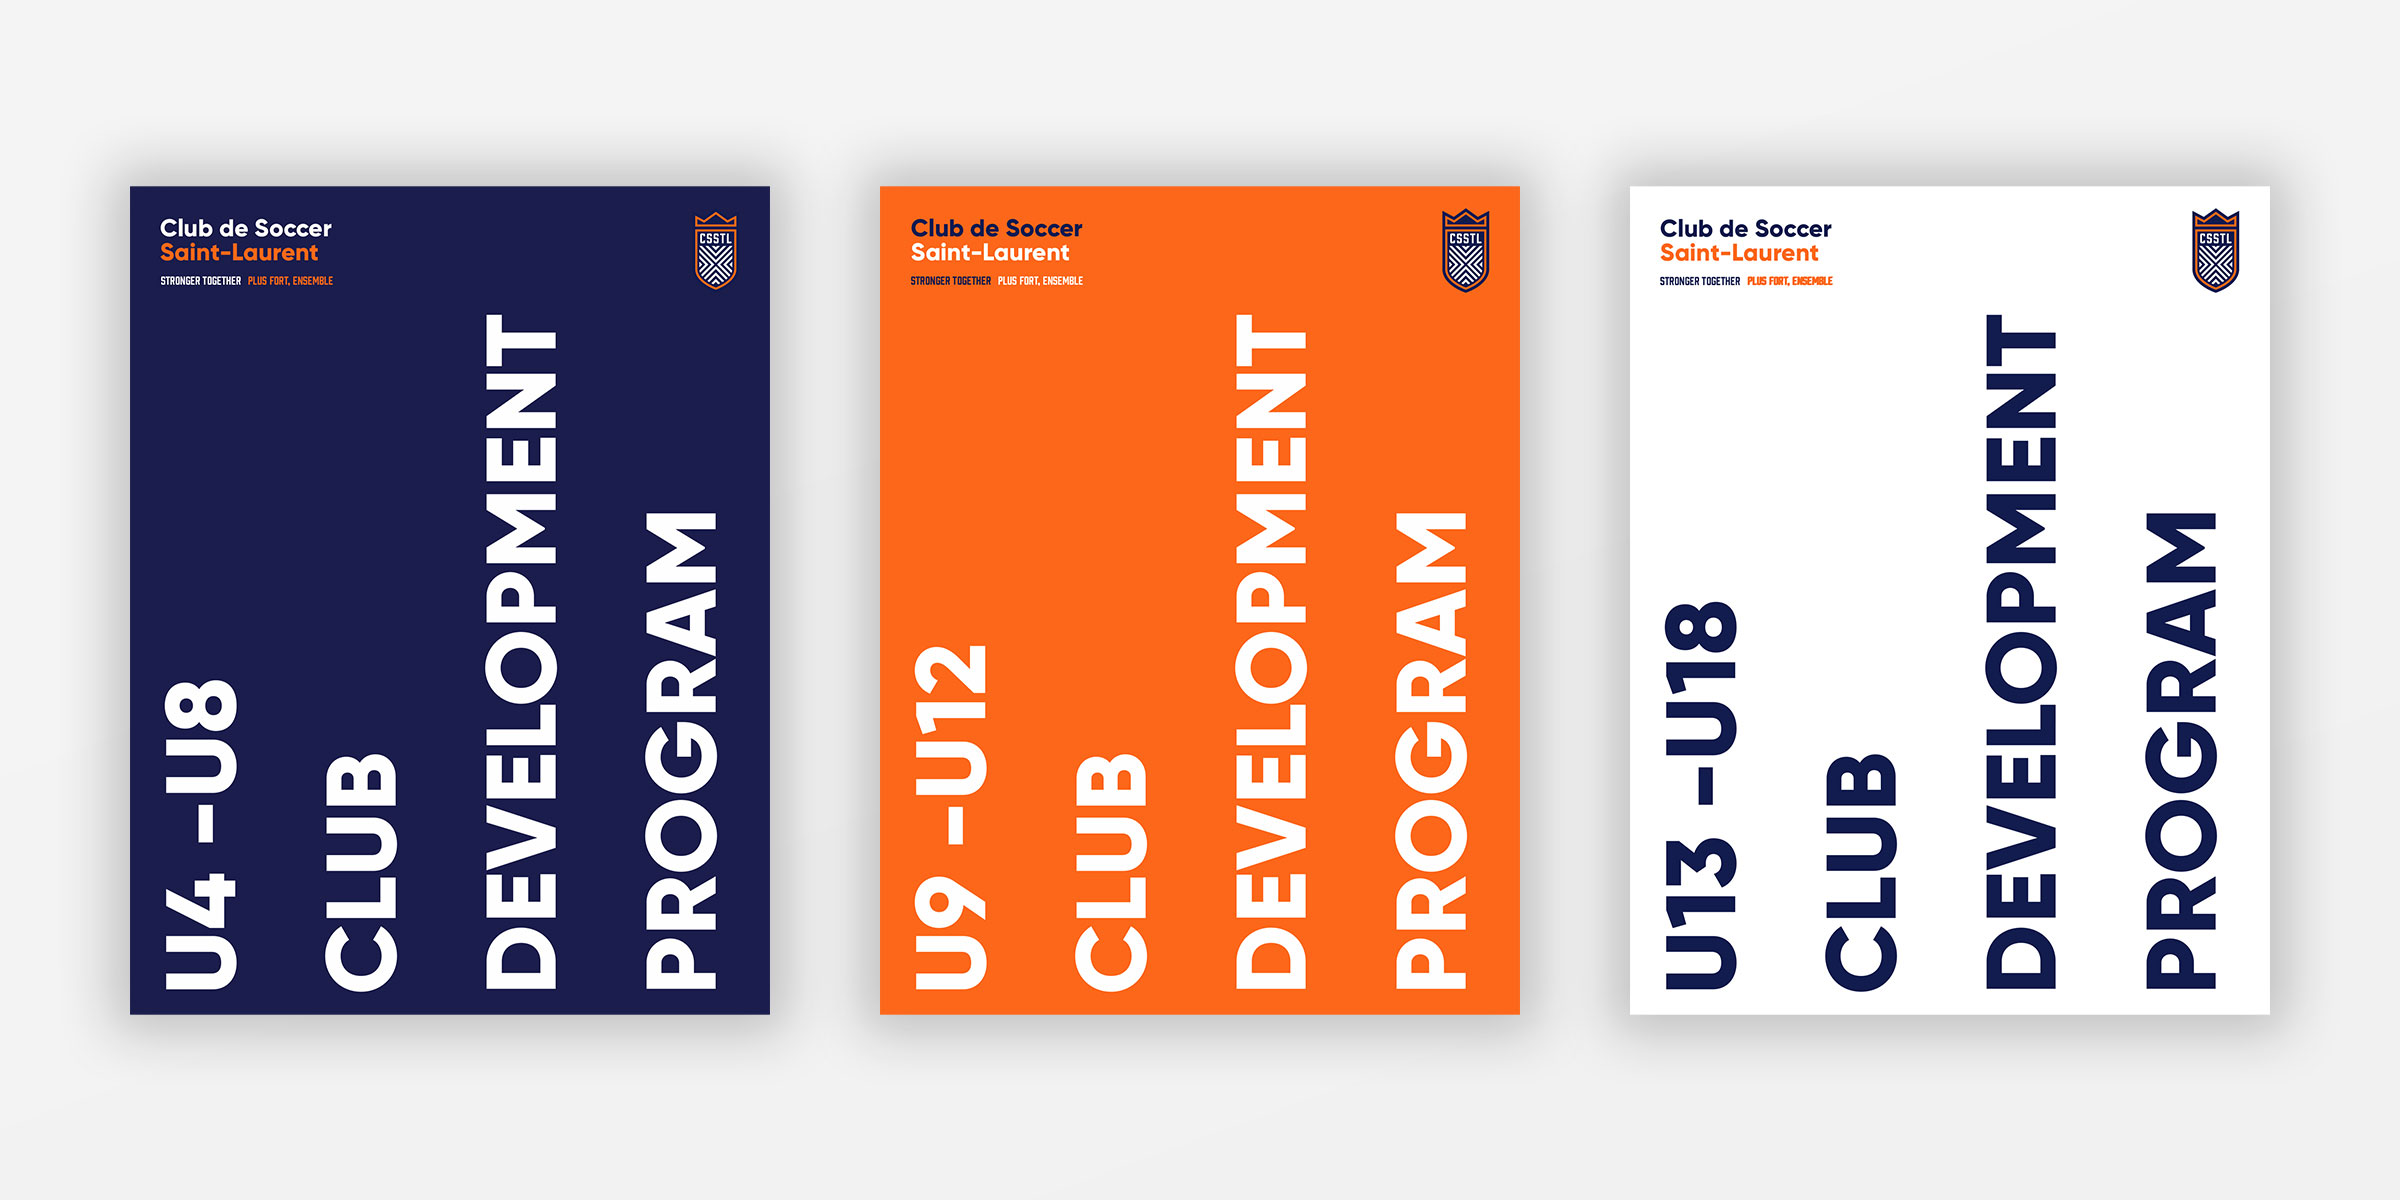 Club de Soccer
Saint-Laurent
STRONGER TOGETHER PLUS FORT, ENSEMBLE
CSSTL
U4 -U8
CLUB
DEVELOPMENT
PROGRAM
Club de Soccer
Saint-Laurent
STRONGER TOGETHER PLUS FORT, ENSEMBLE
CSSTL
U9 -U12
CLUB
DEVELOPMENT
PROGRAM
Club de Soccer
Saint-Laurent
STRONGER TOGETHER PLUS FORT, ENSEMBLE
CSSTL
U13 -U18
CLUB
DEVELOPMENT
PROGRAM